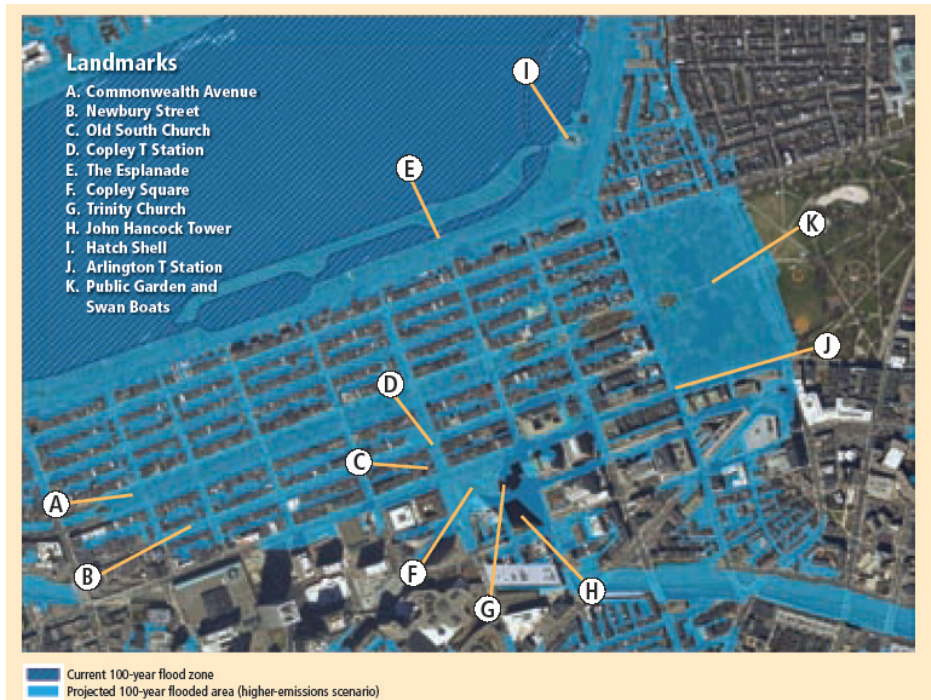 Landmarks
A. Commonwealth Avenue
B. Newbury Street
C. Old South Church
D. Copley T Station
E. The Esplanade
F. Copley Square
G. Trinity Church
H. John Hancock Tower
I. Hatch Shell
J. Arlington T Station
K. Public Garden and
Swan Boats
I
E
K
J
D
C
A
B
F
G
H
Current 100-year flood zone
Projected 100-year flooded area (higher-emissions scenario)